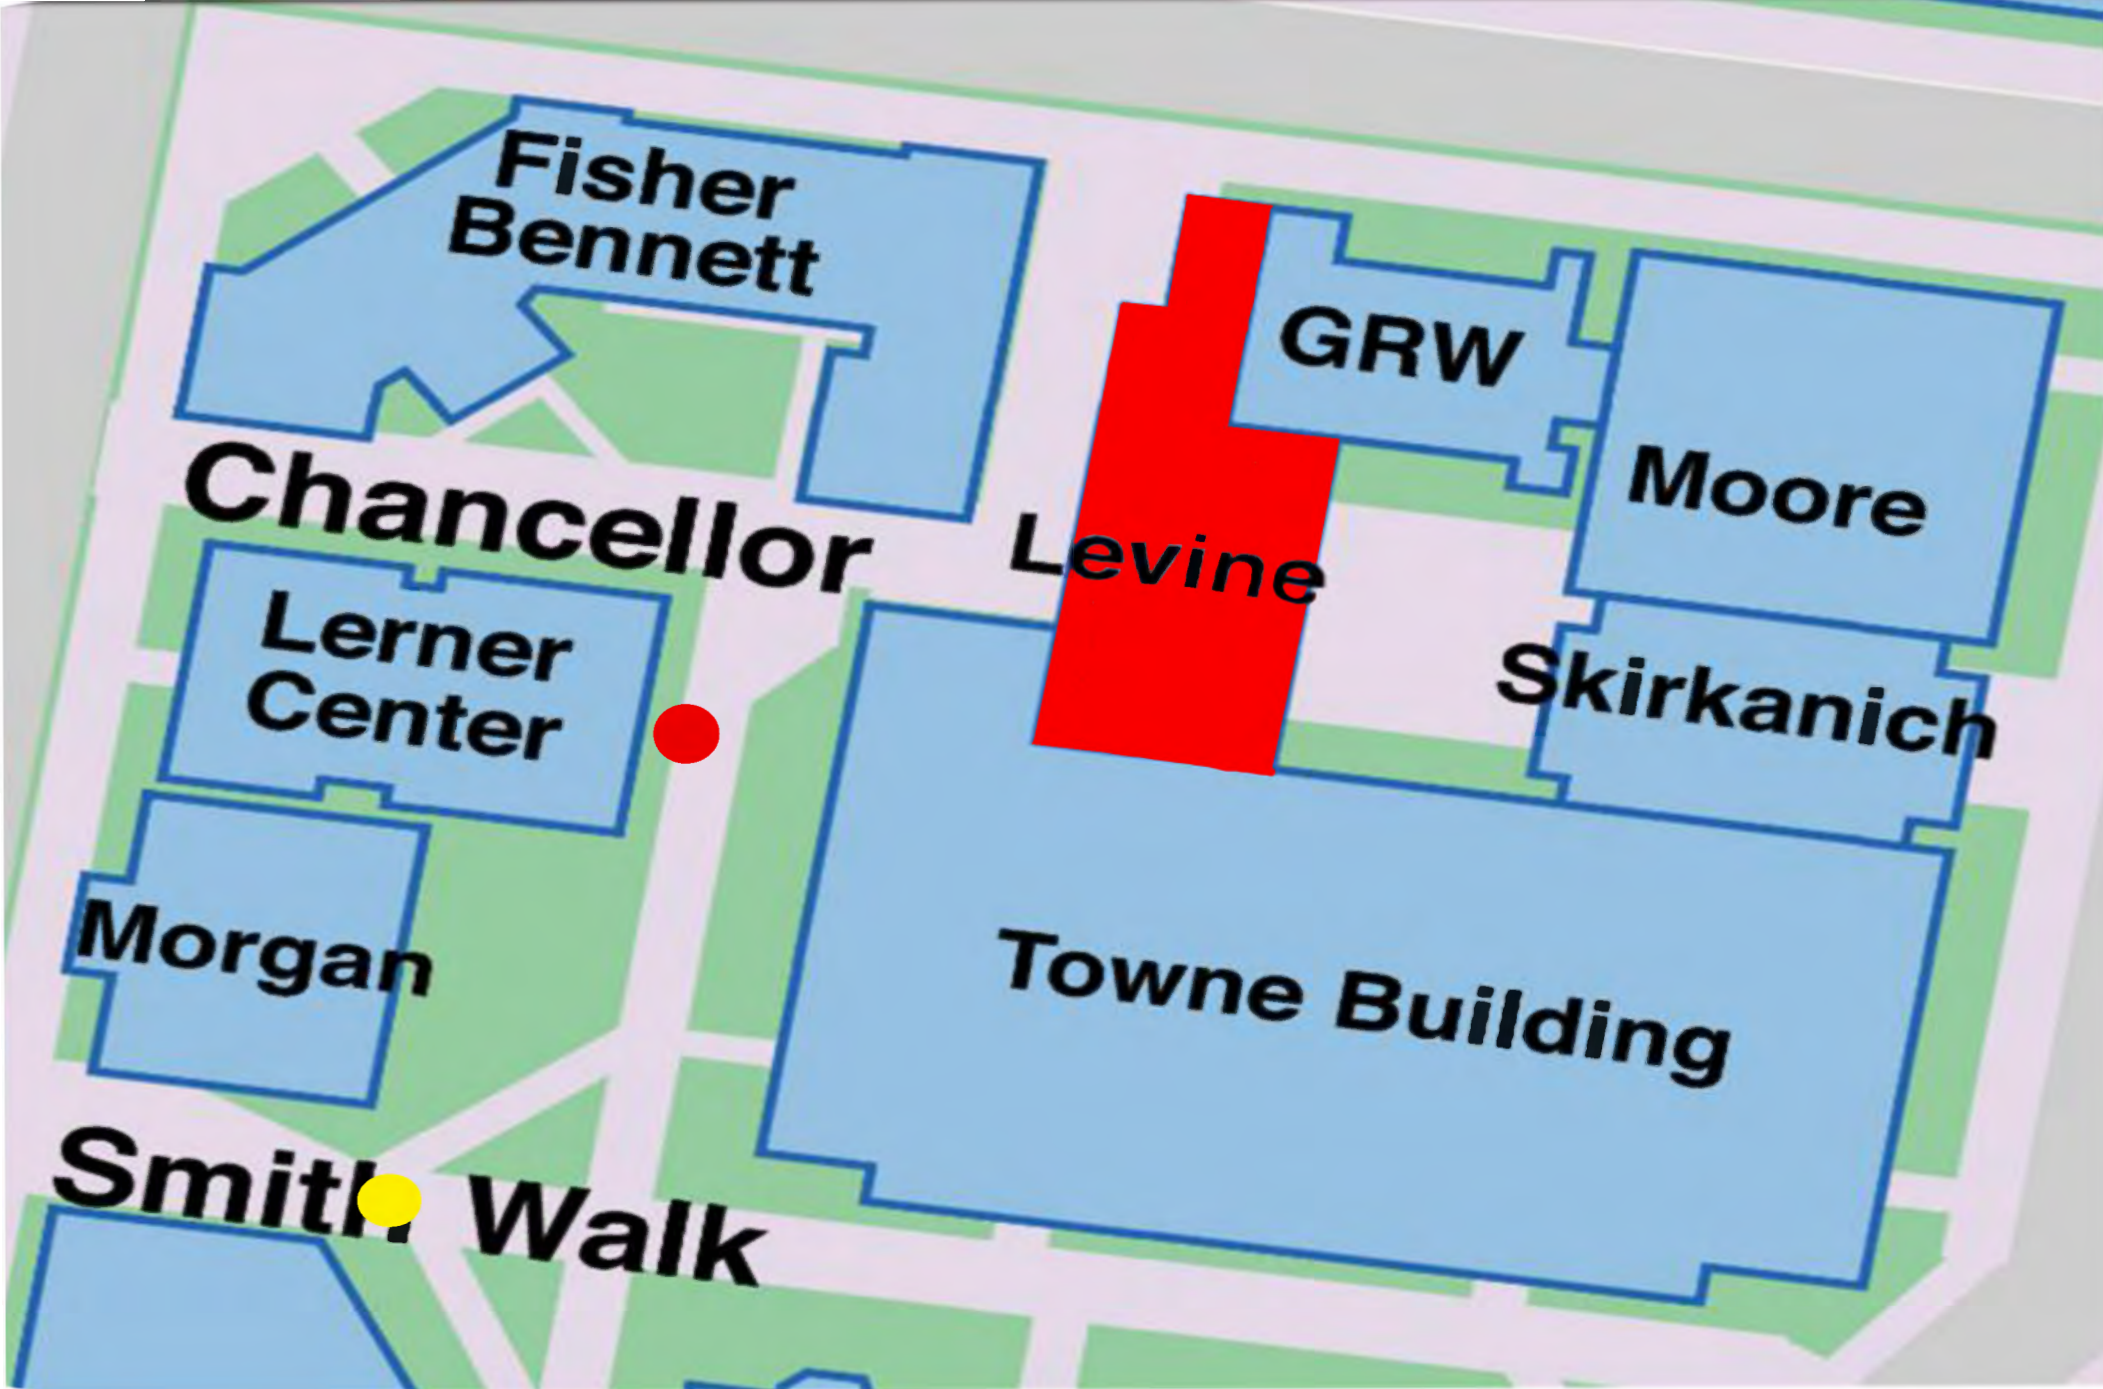 Fisher
Bennett
GRW
Moore
Chancellor
Levine
Lerner
Center
Skirkanich
Morgan
Towne Building
Smith Walk